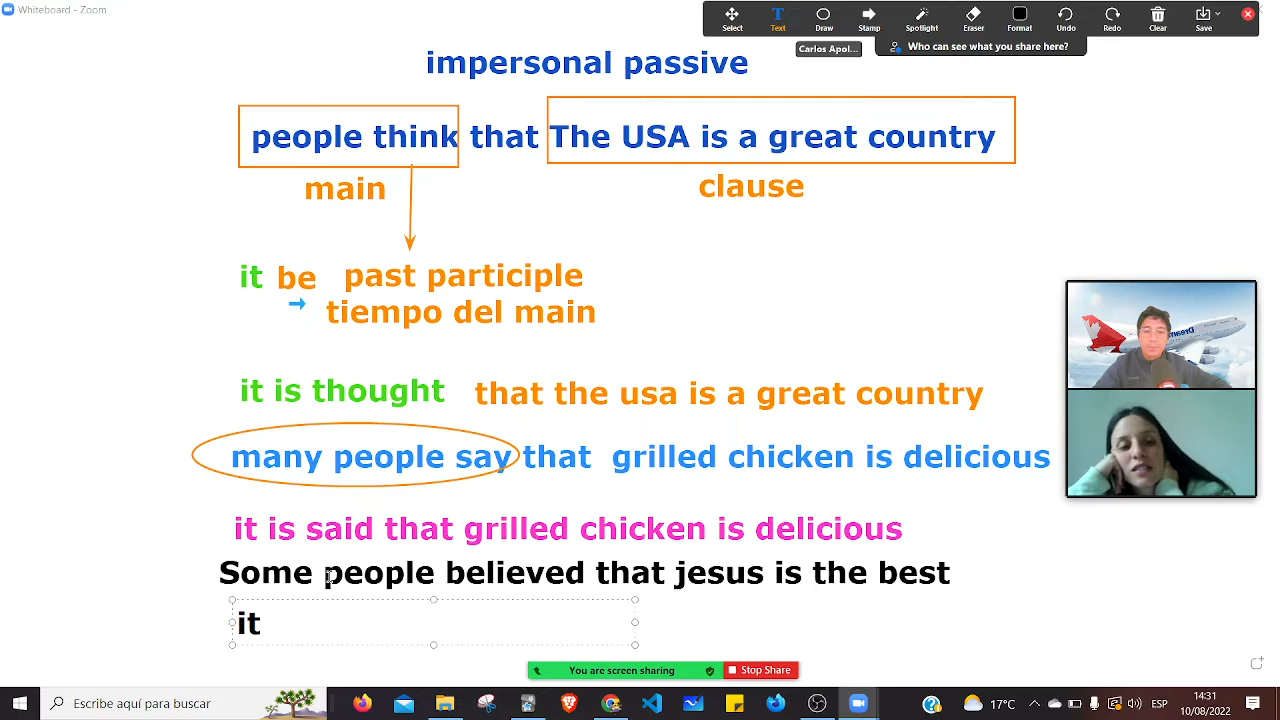 Whiteboard - Zoom
Select Text Draw Stamp Spotlight Eraser Format Undo Redo Clear Save
Carlos Apol...
Who can see what you share here?
impersonal passive
people think that The USA is a great country
main
clause
it be past participle
tiempo del main
it is thought that the usa is a great country
many people say that grilled chicken is delicious
it is said that grilled chicken is delicious
Some people believed that jesus is the best
it
You are screen sharing
Stop Share
Escribe aquí para buscar
17°C
14:31
10/08/2022